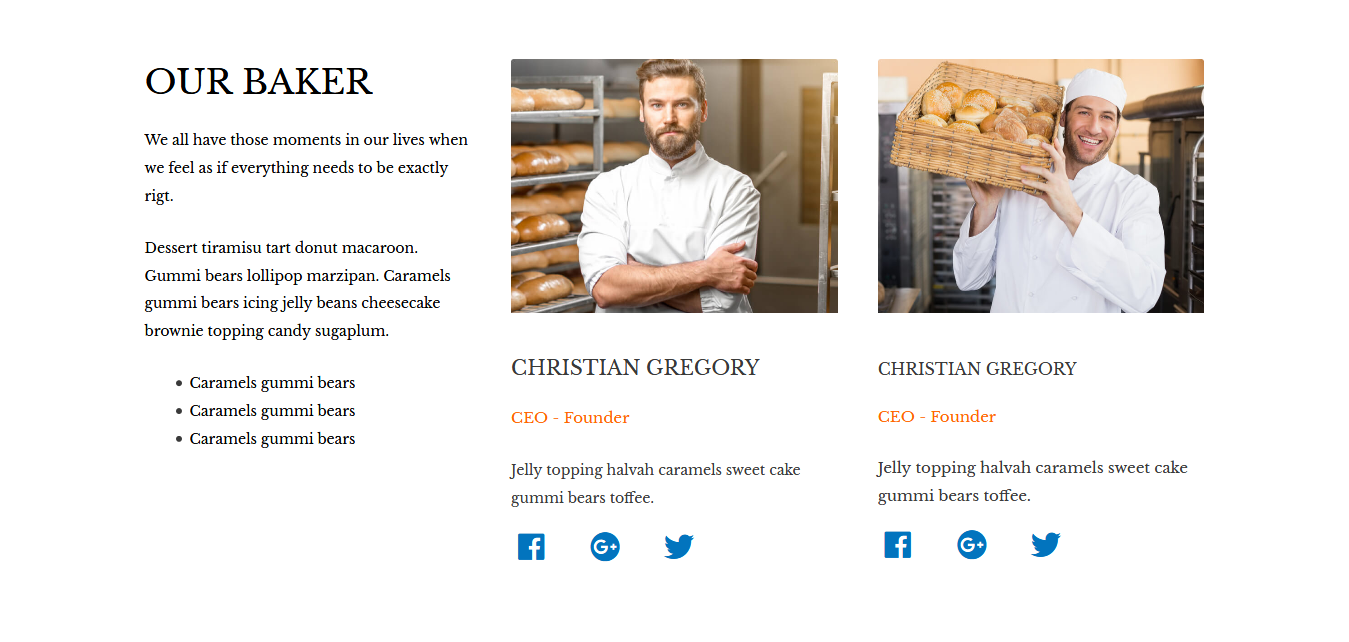 OUR BAKER
We all have those moments in our lives when
we feel as if everything needs to be exactly
rigt.
Dessert tiramisu tart donut macaroon.
Gummi bears lollipop marzipan. Caramels
gummi bears icing jelly beans cheesecake
brownie topping candy sugaplum.
• Caramels gummi bears
• Caramels gummi bears
• Caramels gummi bears
CHRISTIAN GREGORY
CEO - Founder
Jelly topping halvah caramels sweet cake
gummi bears toffee.
G+
CHRISTIAN GREGORY
CEO - Founder
Jelly topping halvah caramels sweet cake
gummi bears toffee.
G+